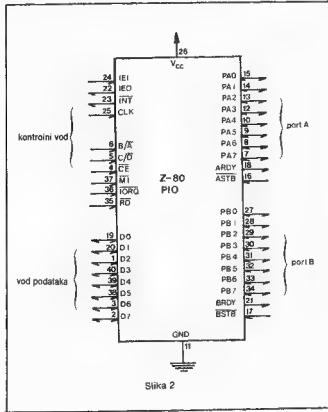 26
VCC
24 IEI
22 IEO
23 INT
25 CLK
kontrolni vod
6 B/A
5 C/D
4 CE
37 M1
36 IORQ
35 RD
Z-80
PIO
19 D0
20 D1
1 D2
40 D3
39 D4
38 D5
3 D6
2 D7
vod podataka
PA0 15
PA1 14
PA2 13
PA3 12
PA4 10
PA5 9
PA6 8
PA7 7
port A
ARDY 18
ASTB 16
PB0 27
PB1 28
PB2 29
PB3 30
PB4 31
PB5 32
PB6 33
PB7 34
port B
BRDY 21
BSTB 17
GND
11
Slika 2